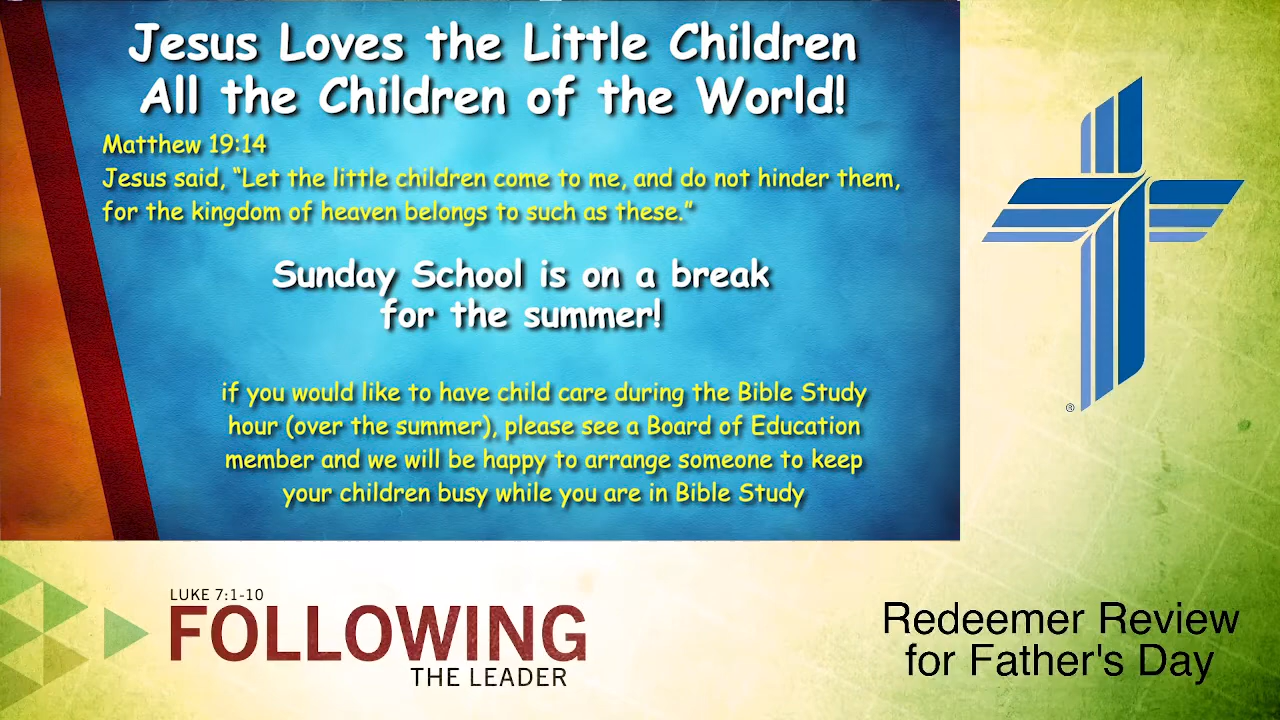 Jesus Loves the Little Children
All the Children of the World!
Matthew 19:14
Jesus said, “Let the little children come to me, and do not hinder them,
for the kingdom of heaven belongs to such as these.”
Sunday School is on a break
for the summer!
if you would like to have child care during the Bible Study
hour (over the summer), please see a Board of Education
member and we will be happy to arrange someone to keep
your children busy while you are in Bible Study
®
LUKE 7:1-10
FOLLOWING
THE LEADER
Redeemer Review
for Father's Day